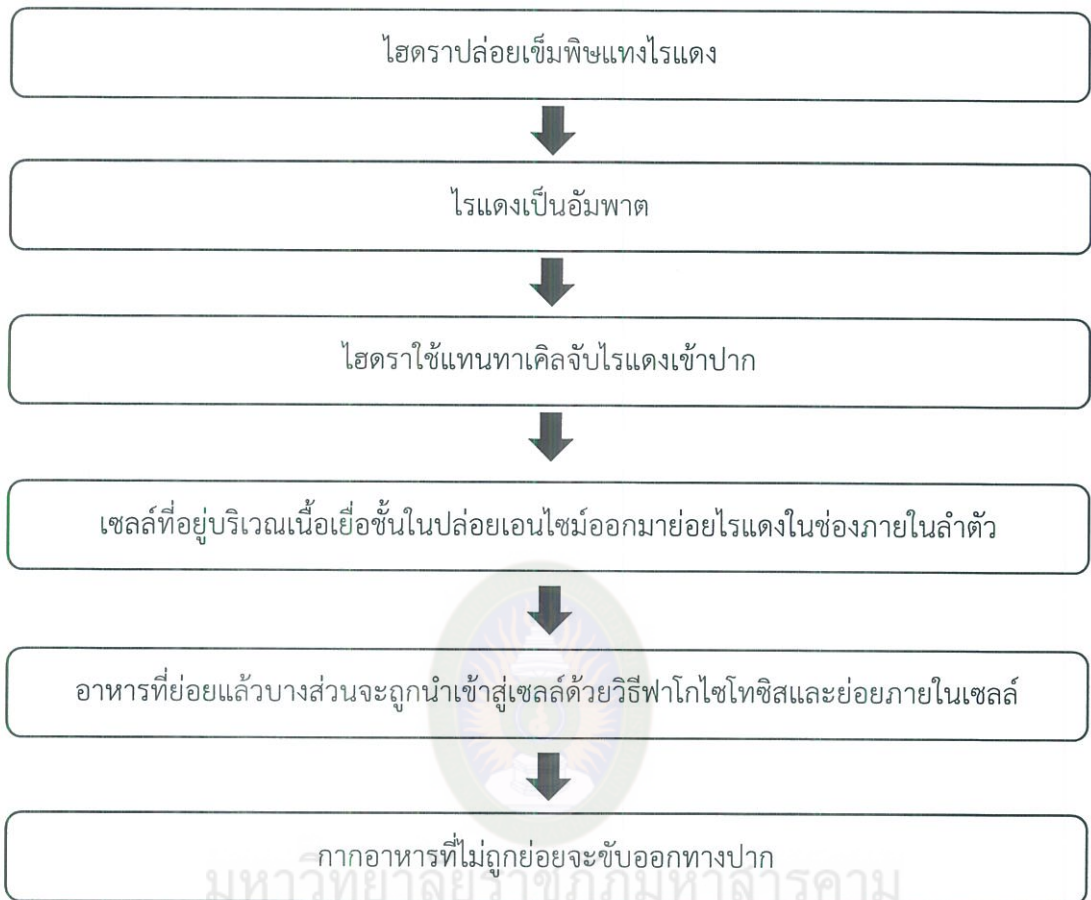 ไฮดราปล่อยเข็มพิษแทงไรแดง
ไรแดงเป็นอัมพาต
ไฮดราใช้แทนทาเคิลจับไรแดงเข้าปาก
เซลล์ที่อยู่บริเวณเนื้อเยื่อชั้นในปล่อยเอนไซม์ออกมาย่อยไรแดงในช่องภายในลำตัว
อาหารที่ย่อยแล้วบางส่วนจะถูกนำเข้าสู่เซลล์ด้วยวิธีฟาโกไซโทซิสและย่อยภายในเซลล์
กากอาหารที่ไม่ถูกย่อยจะขับออกทางปาก
มหาวิทยาลัยราชภัฏมหาสารคาม